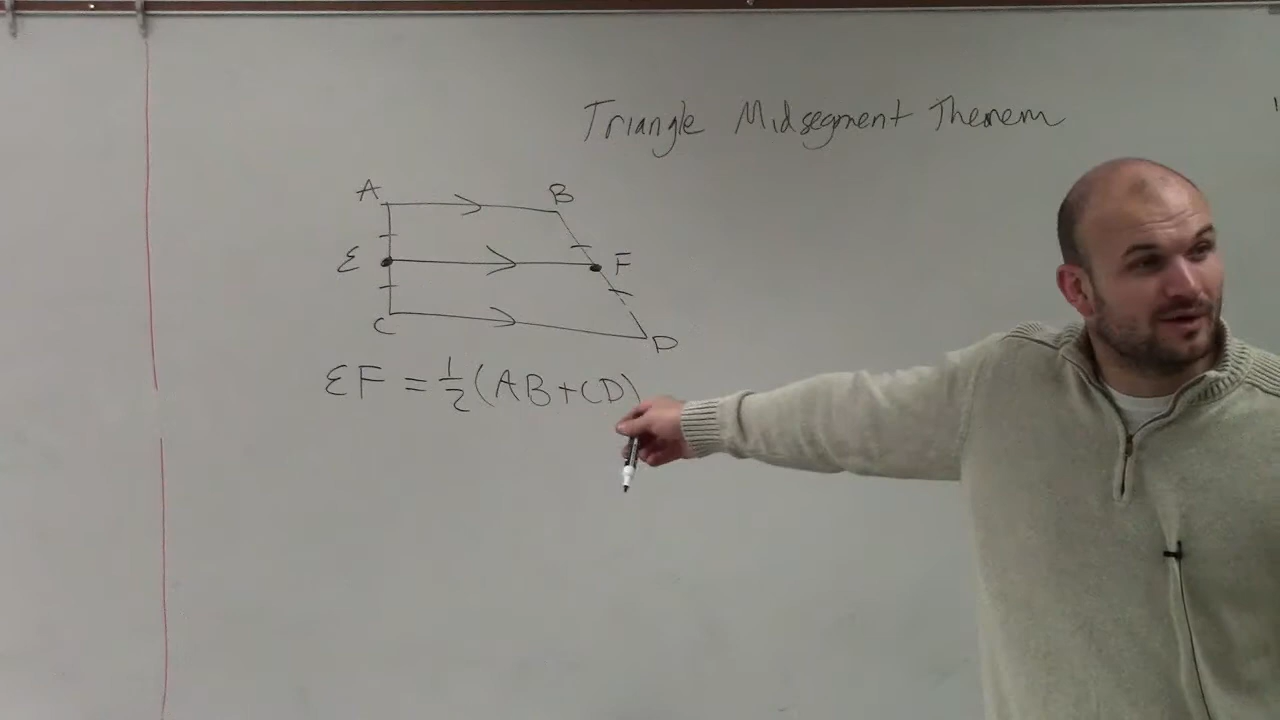 Triangle Midsegment Theorem
A B
E F
C D
EF = 1/2 (AB+CD)